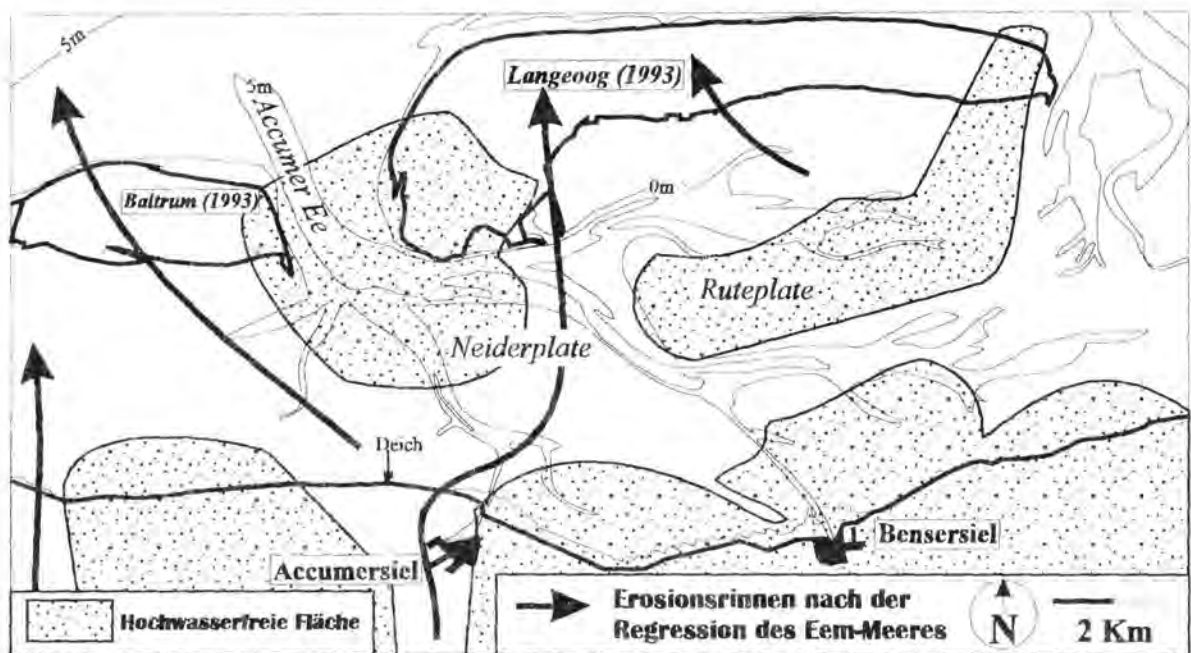 5m
5m
Accumer Ee
Langeoog (1993)
Baltrum (1993)
0m
Ruteplate
Neiderplate
Deich
Accumersiel
Bensersiel
Hochwasserfreie Fläche
Erosionsrinnen nach der
Regression des Eem-Meeres
N
2 Km